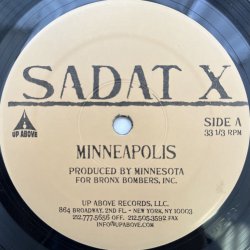 SADAT X
UP ABOVE
SIDE A
33 1/3 RPM
MINNEAPOLIS
PRODUCED BY MINNESOTA
FOR BRONX BOMBERS, INC.
UP ABOVE RECORDS, LLC.
864 BROADWAY, 2ND FL. - NEW YORK, NY 10003
212.777.5656 OFF. 212.505.3592 FAX
INFO@UPABOVE.COM